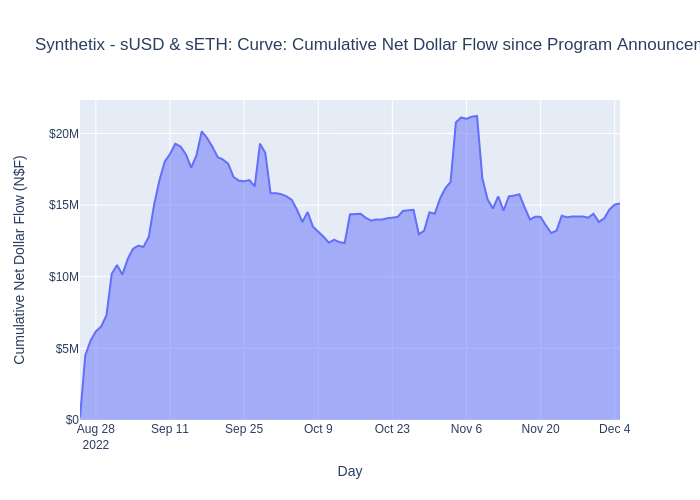 Synthetix - sUSD & sETH: Curve: Cumulative Net Dollar Flow since Program
Cumulative Net Dollar Flow (N$F)
$20M
$15M
$10M
$5M
$0
Aug 28 Sep 11 Sep 25 Oct 9 Oct 23 Nov 6 Nov 20 Dec 4
2022
Day